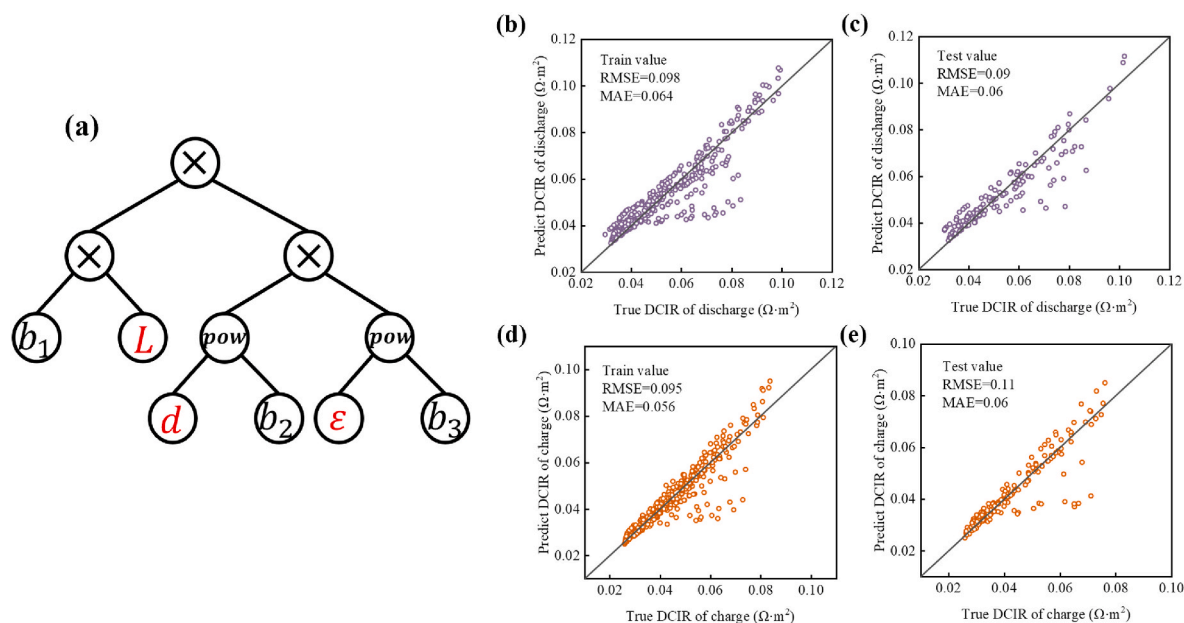 (a)
×
×
×
b₁
L
pow
pow
d
b₂
ε
b₃
(b)
Predict DCIR of discharge (Ω·m²)
0.12
0.10
0.08
0.06
0.04
0.02
Train value
RMSE=0.098
MAE=0.064
0.02
0.04
0.06
0.08
0.10
0.12
True DCIR of discharge (Ω·m²)
(c)
Predict DCIR of discharge (Ω·m²)
0.12
0.10
0.08
0.06
0.04
0.02
Test value
RMSE=0.09
MAE=0.06
0.02
0.04
0.06
0.08
0.10
0.12
True DCIR of discharge (Ω·m²)
(d)
Predict DCIR of charge (Ω·m²)
0.10
0.08
0.06
0.04
0.02
Train value
RMSE=0.095
MAE=0.056
0.02
0.04
0.06
0.08
0.10
True DCIR of charge (Ω·m²)
(e)
Predict DCIR of charge (Ω·m²)
0.10
0.08
0.06
0.04
0.02
Test value
RMSE=0.11
MAE=0.06
0.02
0.04
0.06
0.08
0.10
True DCIR of charge (Ω·m²)